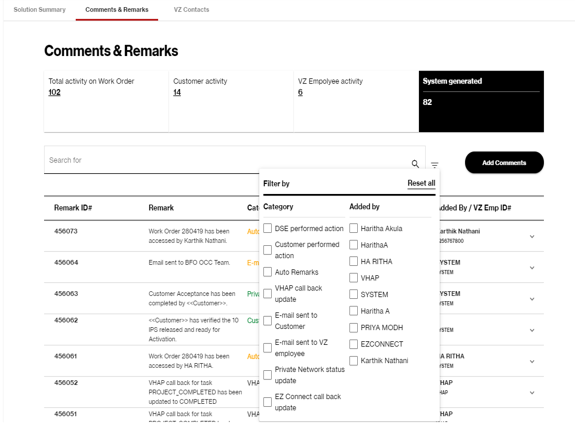 Solution Summary
Comments & Remarks
VZ Contacts
Comments & Remarks
Total activity on Work Order
102
Customer activity
14
VZ Empolyee activity
6
System generated
82
Search for
Add Comments
Filter by
Reset all
Category
DSE performed action
Customer performed
action
Auto Remarks
VHAP call back
update
E-mail sent to
Customer
E-mail sent to VZ
employee
Private Network status
update
EZ Connect call back
update
Added by
Haritha Akula
HarithaA
HA RITHA
VHAP
SYSTEM
Haritha A
PRIYA MODH
EZCONNECT
Karthik Nathani
Remark ID#
Remark
Cat
Added By / VZ Emp ID#
456073
Work Order 280419 has been
accessed by Karthik Nathani.
Auto
Karthik Nathani
456064
Email sent to BFO OCC Team.
E-m
SYSTEM
SYSTEM
456063
Customer Acceptance has been
completed by <<Customer>>.
Priva
SYSTEM
SYSTEM
456062
<<Customer>> has verified the 10
IPS released and ready for
Activation.
Cus
SYSTEM
456061
Work Order 280419 has been
accessed by HA RITHA.
Auto
HA RITHA
SYSTEM
456052
VHAP call back for task
PROJECT_COMPLETED has been
updated to COMPLETED
VHA
VHAP
456051
VHAP call back for task
VHA
VHAP